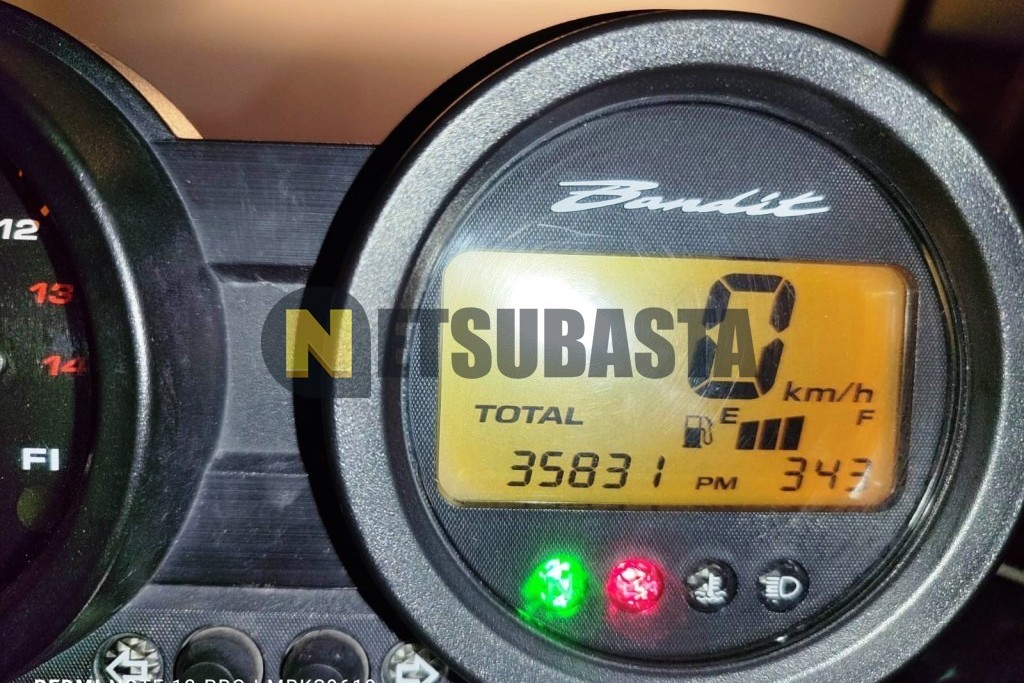 12
13
14
FI
Bandit
NETSUBASTA
0 km/h
TOTAL
E F
35831 PM 343